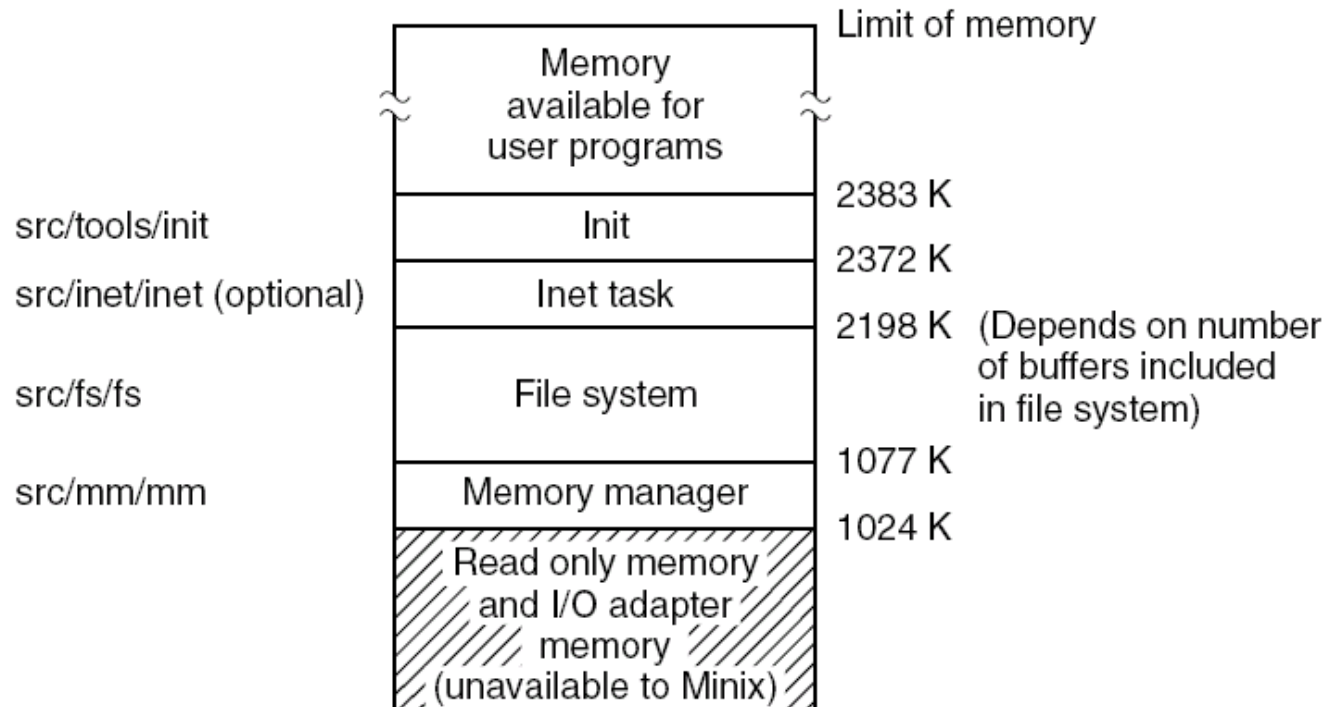 Limit of memory
Memory
available for
user programs
2383 K
src/tools/init
Init
2372 K
src/inet/inet (optional)
Inet task
2198 K (Depends on number
of buffers included
in file system)
src/fs/fs
File system
1077 K
src/mm/mm
Memory manager
1024 K
Read only memory
and I/O adapter
memory
(unavailable to Minix)